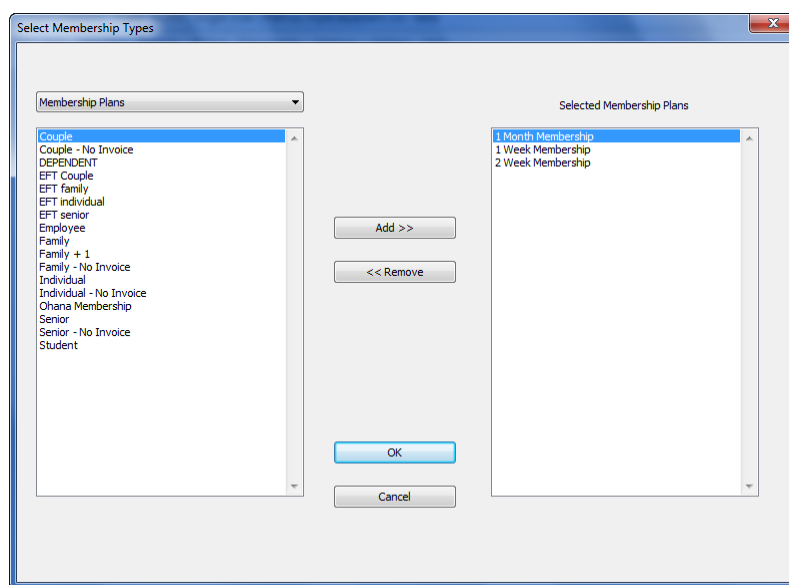 Select Membership Types
Membership Plans
Selected Membership Plans
Couple
Couple - No Invoice
DEPENDENT
EFT Couple
EFT family
EFT individual
EFT senior
Employee
Family
Family + 1
Family - No Invoice
Individual
Individual - No Invoice
Ohana Membership
Senior
Senior - No Invoice
Student
Add >>
<< Remove
OK
Cancel
1 Month Membership
1 Week Membership
2 Week Membership